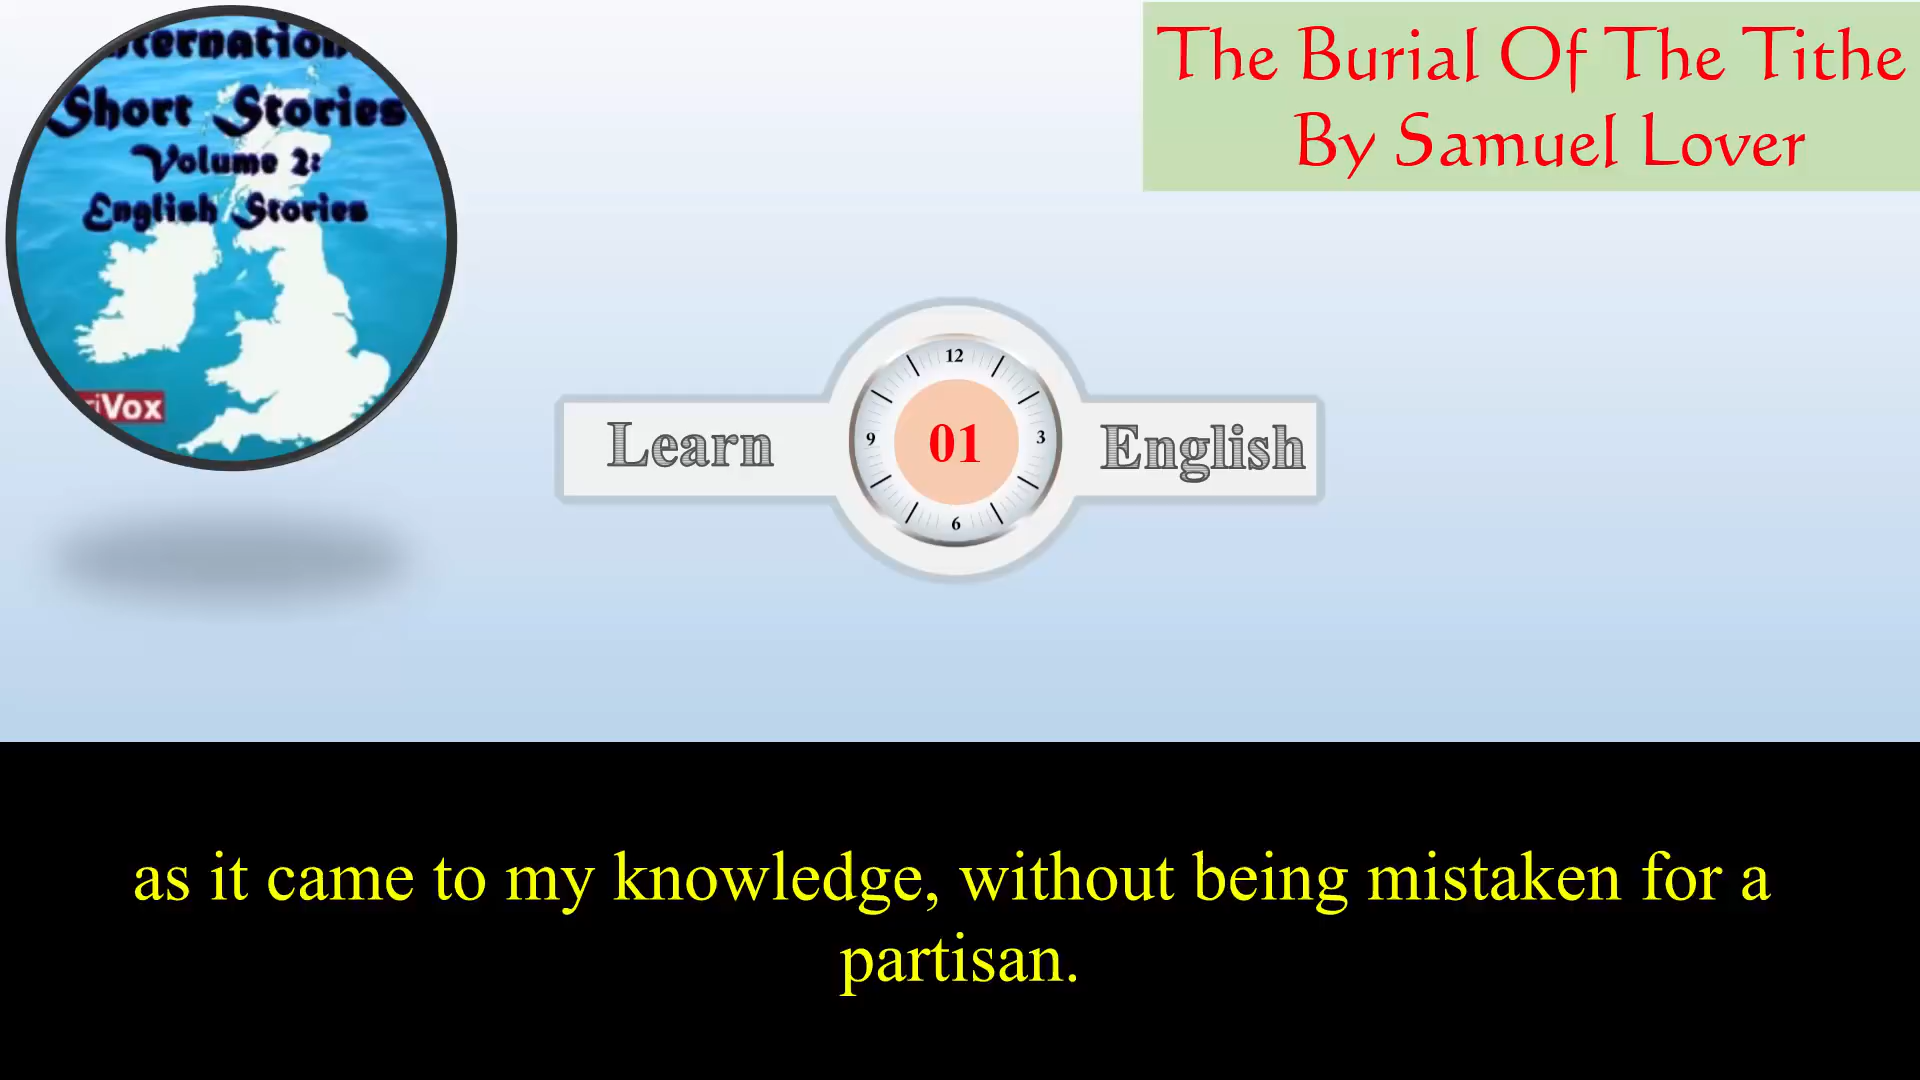 Short Stories
Volume 2:
English Stories
Vox
The Burial Of The Tithe
By Samuel Lover
Learn
English
12
9
01
3
6
as it came to my knowledge, without being mistaken for a
partisan.